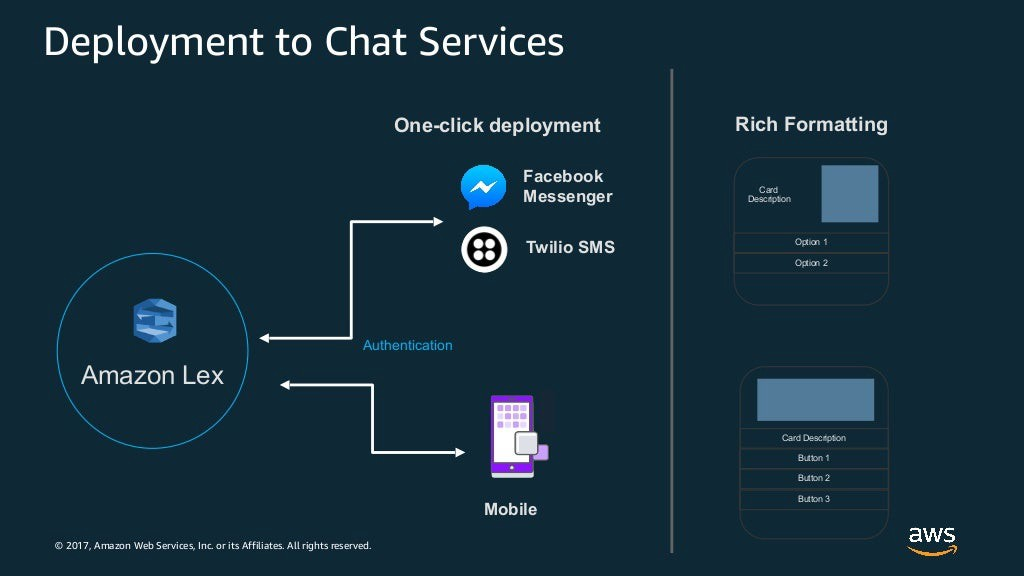 Deployment to Chat Services
One-click deployment
Facebook
Messenger
Twilio SMS
Amazon Lex
Authentication
Mobile
Rich Formatting
Card
Description
Option 1
Option 2
Card Description
Button 1
Button 2
Button 3
© 2017, Amazon Web Services, Inc. or its Affiliates. All rights reserved.
aws